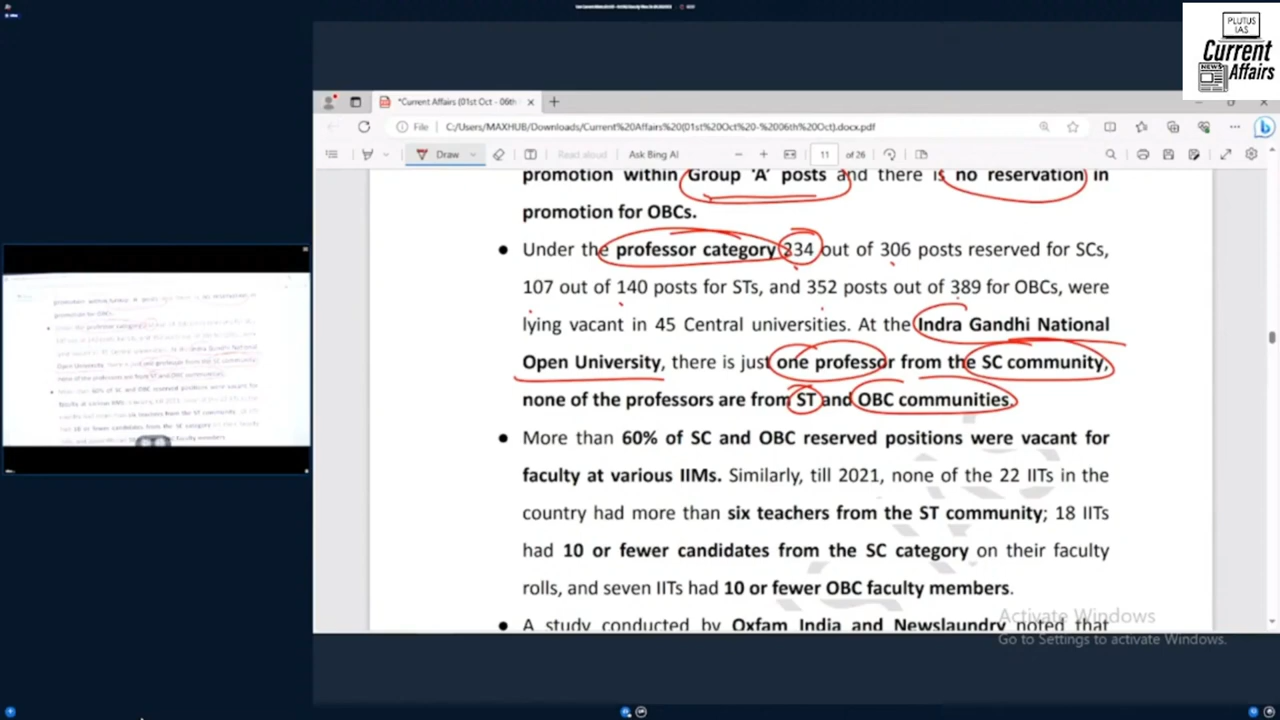 PLUTUS
IAS
Current
NEWS
Affairs
*Current Affairs (01st Oct - 06th
File C:/Users/MAXHUB/Downloads/Current%20Affairs%20(01st%20Oct%20-%2006th%20Oct).docx.pdf
Draw Read aloud Ask Bing AI 11 of 26
promotion within Group 'A' posts and there is no reservation in
promotion for OBCs.
• Under the professor category 234 out of 306 posts reserved for SCs,
107 out of 140 posts for STs, and 352 posts out of 389 for OBCs, were
lying vacant in 45 Central universities. At the Indra Gandhi National
Open University, there is just one professor from the SC community,
none of the professors are from ST and OBC communities.
• More than 60% of SC and OBC reserved positions were vacant for
faculty at various IIMs. Similarly, till 2021, none of the 22 IITs in the
country had more than six teachers from the ST community; 18 IITs
had 10 or fewer candidates from the SC category on their faculty
rolls, and seven IITs had 10 or fewer OBC faculty members.
• A study conducted by Oxfam India and Newslaundry noted that
Activate Windows
Go to Settings to activate Windows.